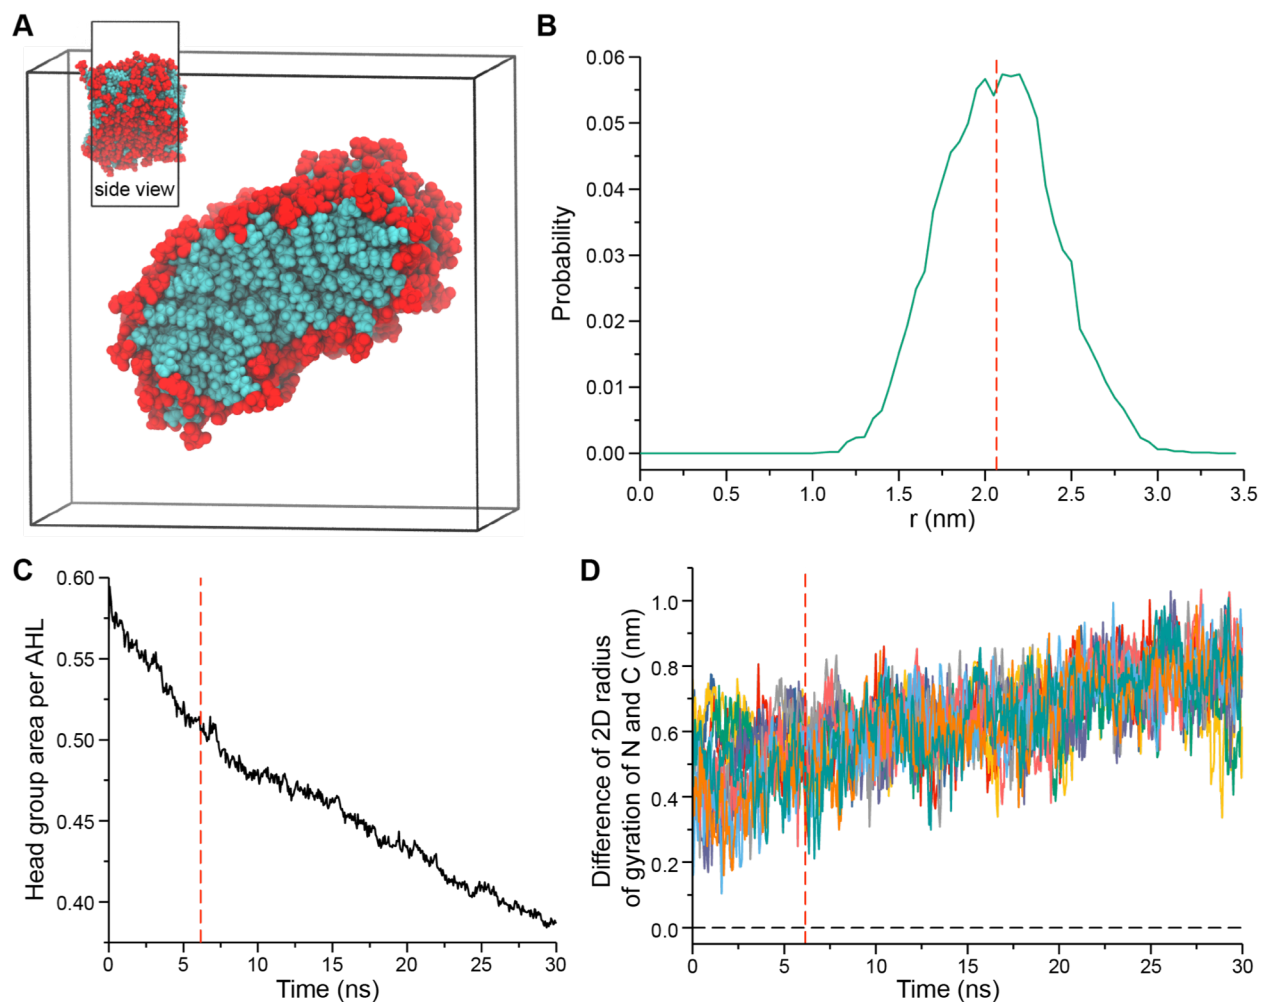 A
side view
B
0.06
0.05
0.04
0.03
0.02
0.01
0.00
Probability
0.0 0.5 1.0 1.5 2.0 2.5 3.0 3.5
r (nm)
C
0.60
0.55
0.50
0.45
0.40
Head group area per AHL
0 5 10 15 20 25 30
Time (ns)
D
1.0
0.8
0.6
0.4
0.2
0.0
Difference of 2D radius
of gyration of N and C (nm)
0 5 10 15 20 25 30
Time (ns)